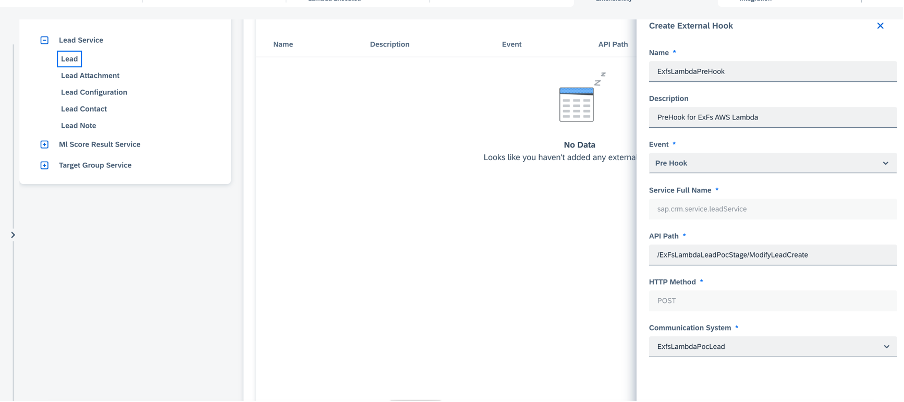 Lead Service
Lead
Lead Attachment
Lead Configuration
Lead Contact
Lead Note
Ml Score Result Service
Target Group Service
Name Description Event API Path
z z
No Data
Looks like you haven't added any externa
Create External Hook
Name *
ExfsLambdaPreHook
Description
PreHook for ExFs AWS Lambda
Event *
Pre Hook
Service Full Name *
sap.crm.service.leadService
API Path *
/ExFsLambdaLeadPocStage/ModifyLeadCreate
HTTP Method *
POST
Communication System *
ExfsLambdaPocLead